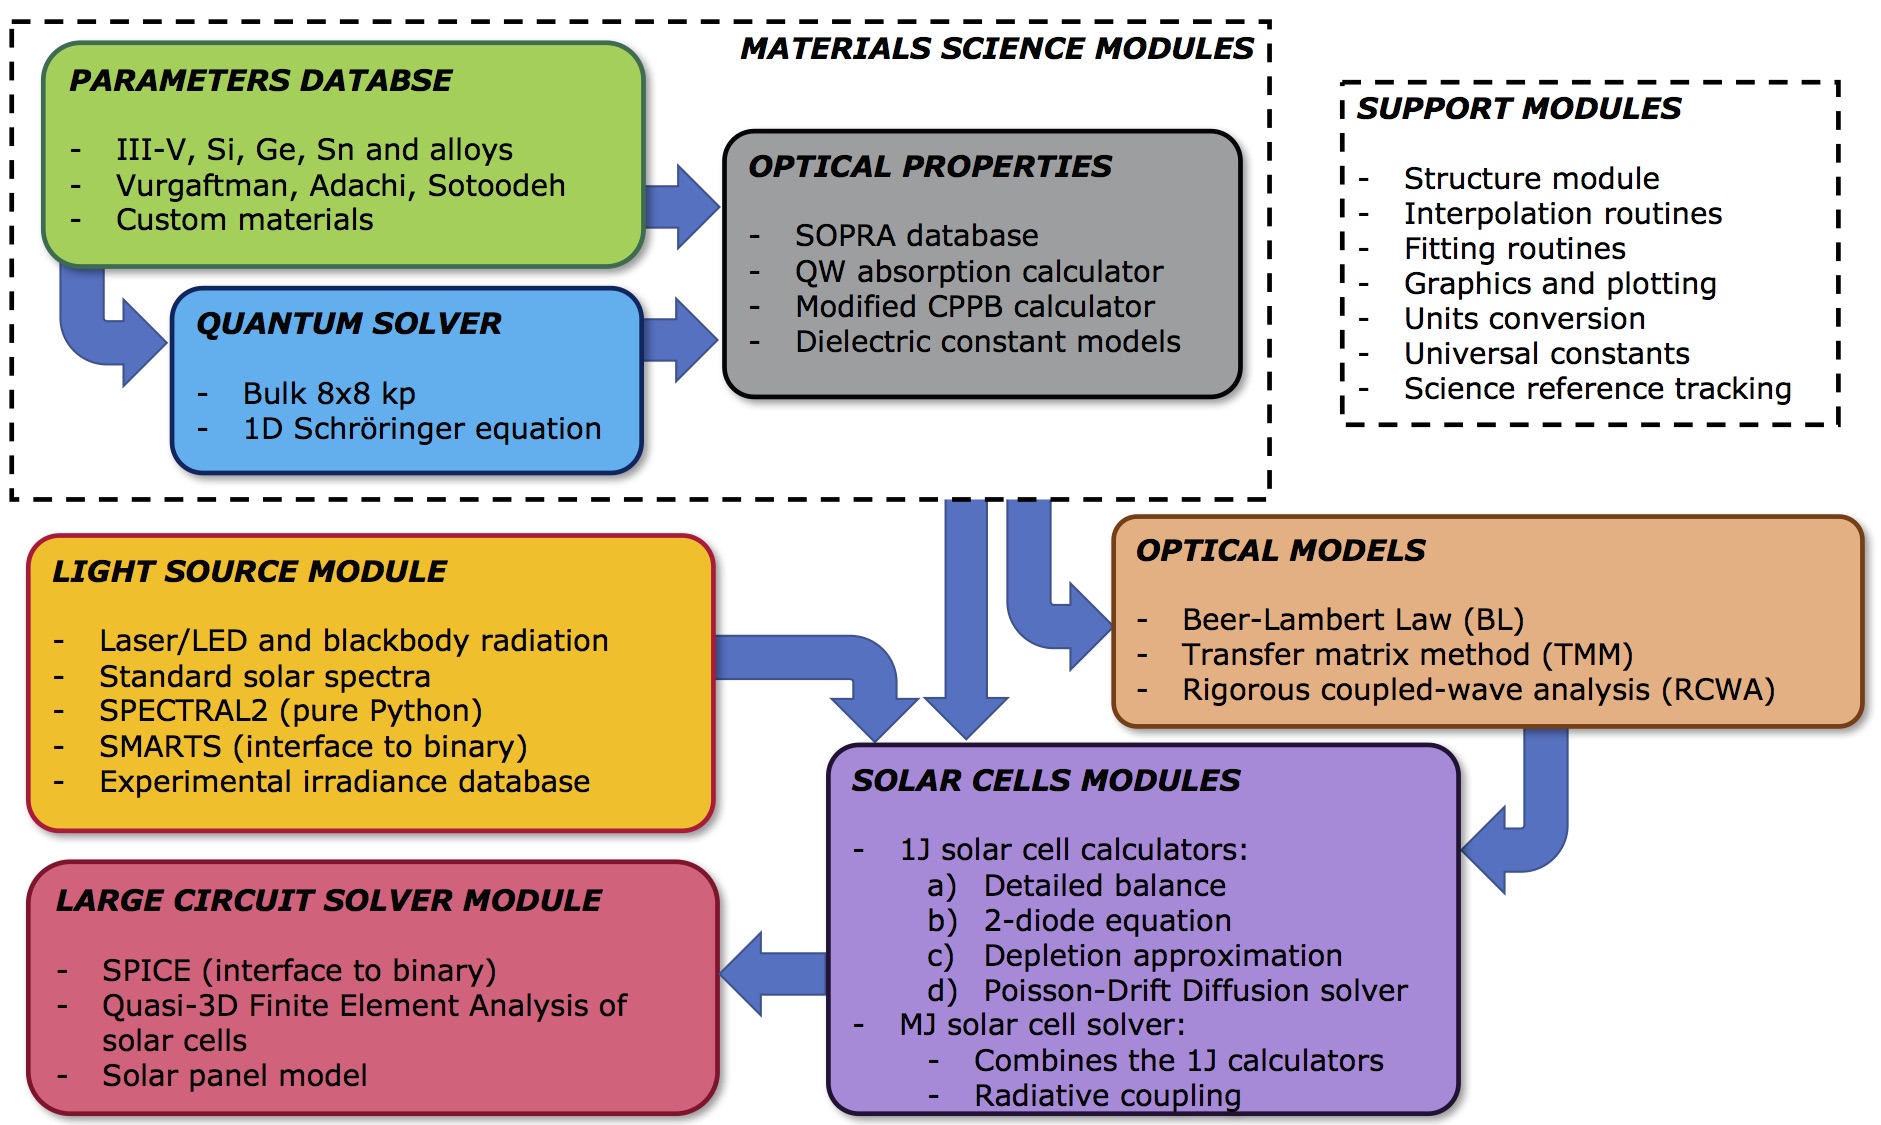 MATERIALS SCIENCE MODULES
PARAMETERS DATABSE
- III-V, Si, Ge, Sn and alloys
- Vurgaftman, Adachi, Sotoodeh
- Custom materials
OPTICAL PROPERTIES
- SOPRA database
- QW absorption calculator
- Modified CPPB calculator
- Dielectric constant models
QUANTUM SOLVER
- Bulk 8x8 kp
- 1D Schröringer equation
SUPPORT MODULES
- Structure module
- Interpolation routines
- Fitting routines
- Graphics and plotting
- Units conversion
- Universal constants
- Science reference tracking
LIGHT SOURCE MODULE
- Laser/LED and blackbody radiation
- Standard solar spectra
- SPECTRAL2 (pure Python)
- SMARTS (interface to binary)
- Experimental irradiance database
OPTICAL MODELS
- Beer-Lambert Law (BL)
- Transfer matrix method (TMM)
- Rigorous coupled-wave analysis (RCWA)
SOLAR CELLS MODULES
- 1J solar cell calculators:
a) Detailed balance
b) 2-diode equation
c) Depletion approximation
d) Poisson-Drift Diffusion solver
- MJ solar cell solver:
- Combines the 1J calculators
- Radiative coupling
LARGE CIRCUIT SOLVER MODULE
- SPICE (interface to binary)
- Quasi-3D Finite Element Analysis of
solar cells
- Solar panel model